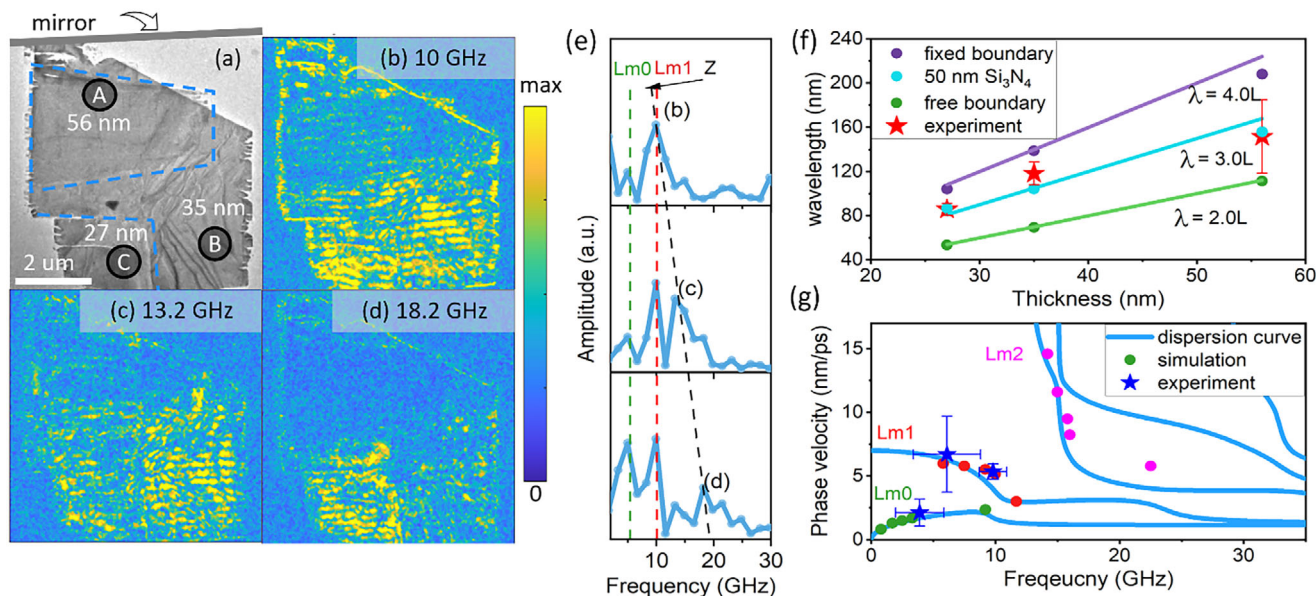 mirror
(a)
A
56 nm
35 nm
27 nm
B
C
2 um
(b) 10 GHz
max
0
(c) 13.2 GHz
(d) 18.2 GHz
(e)
Lm0 Lm1 Z
(b)
(c)
(d)
Amplitude (a.u.)
0 10 20 30
Frequency (GHz)
(f)
240
200
160
120
80
40
wavelength (nm)
fixed boundary
50 nm Si₃N₄
free boundary
experiment
λ = 4.0L
λ = 3.0L
λ = 2.0L
20 30 40 50 60
Thickness (nm)
(g)
15
10
5
0
Phase velocity (nm/ps)
Lm2
Lm1
Lm0
dispersion curve
simulation
experiment
0 10 20 30
Freqeucny (GHz)